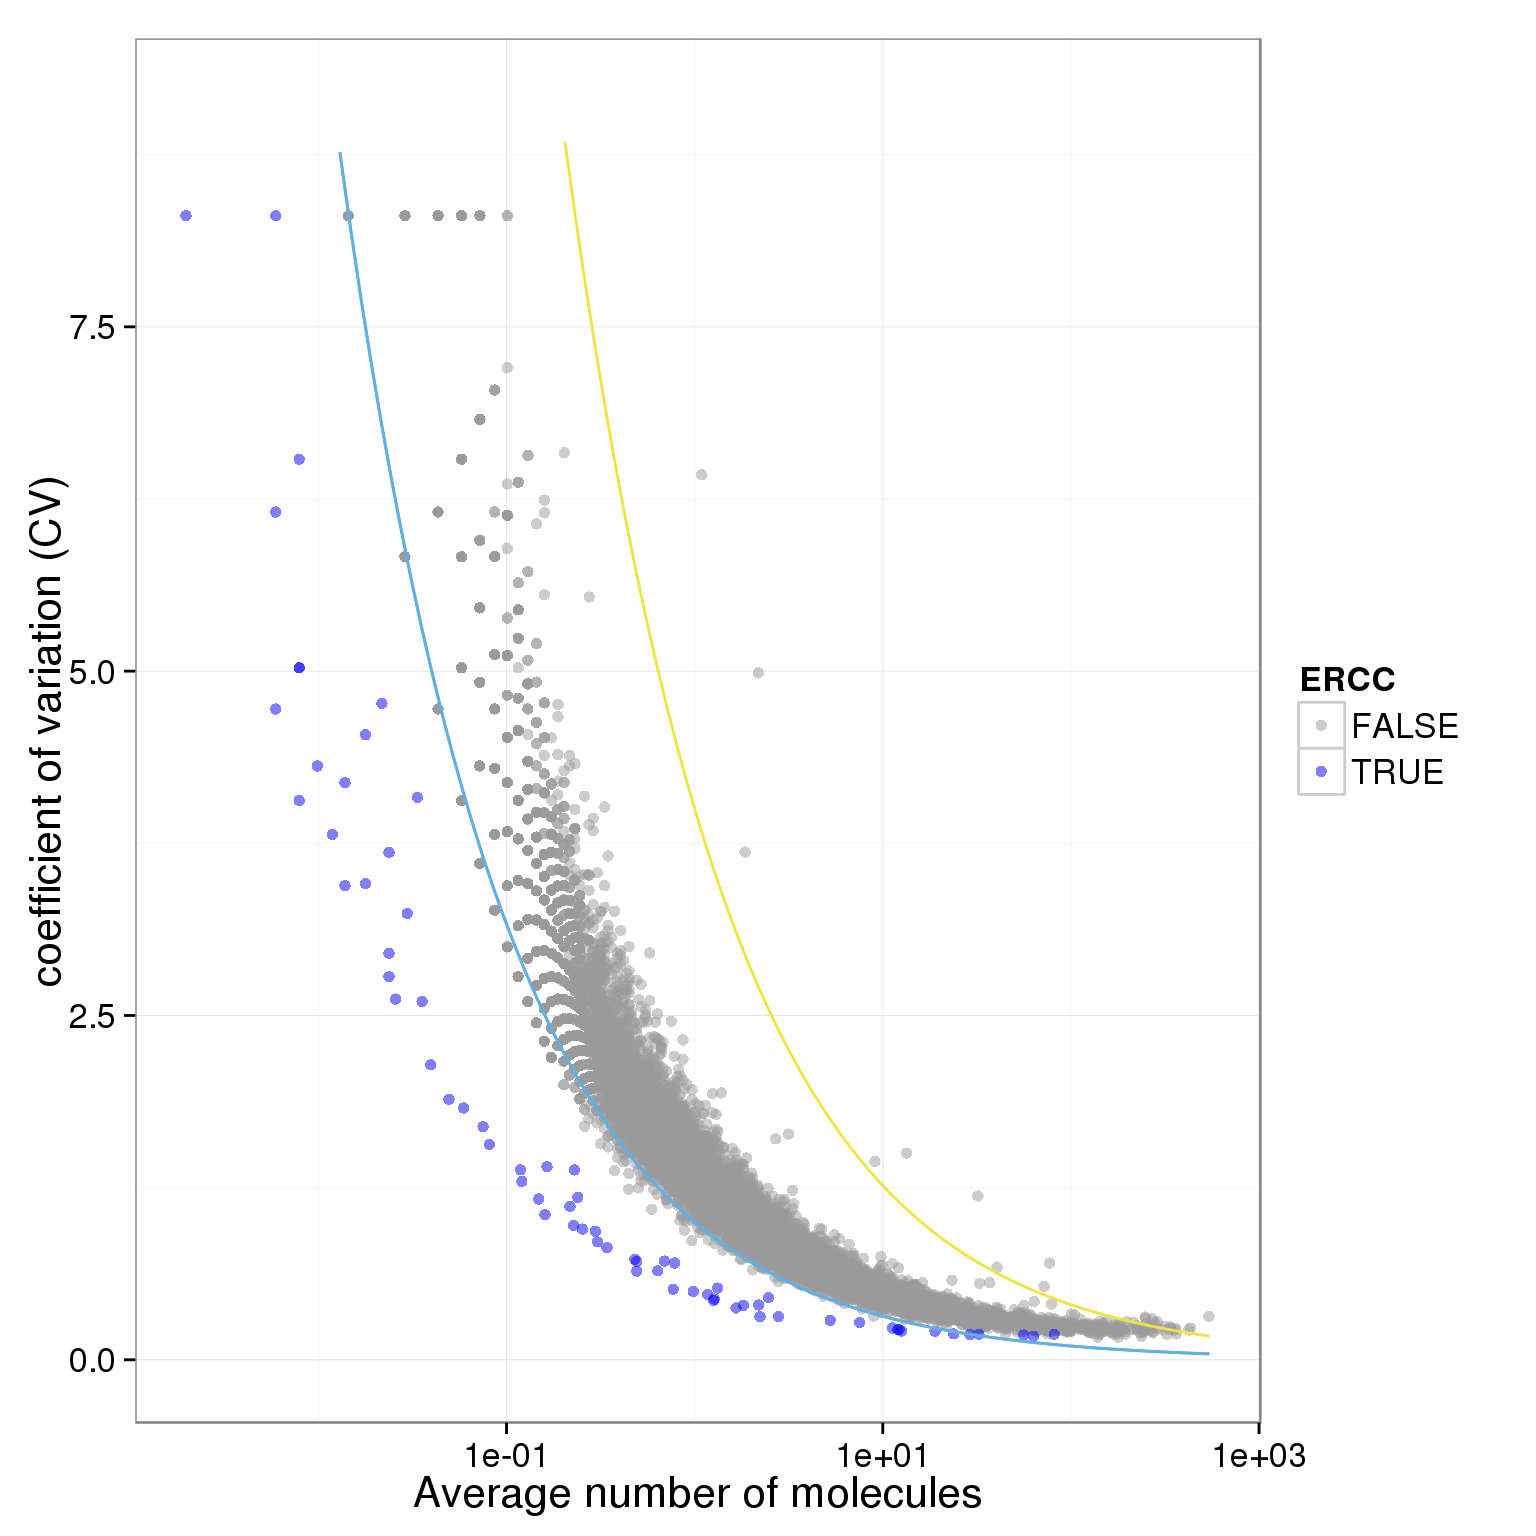 coefficient of variation (CV)
7.5
5.0
2.5
0.0
1e-01
1e+01
1e+03
Average number of molecules
ERCC
FALSE
TRUE